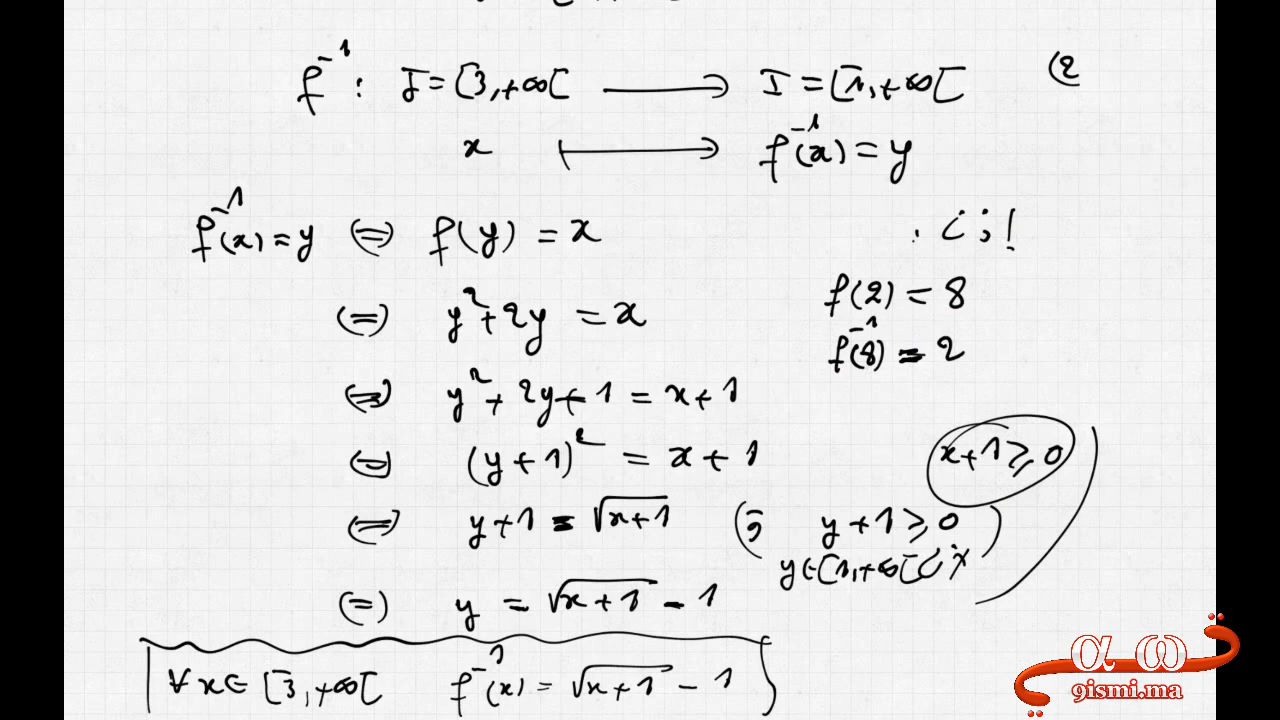 (2
f⁻¹ : J = [3, +∞[ ⟶ I = [1, +∞[
x ⟼ f⁻¹(x) = y
f⁻¹(x) = y ⇔ f(y) = x
⇔ y² + 2y = x
⇔ y² + 2y + 1 = x + 1
⇔ (y + 1)² = x + 1
⇔ y + 1 = √(x+1)
⇔ y = √(x+1) - 1
∀ x ∈ [3, +∞[ f⁻¹(x) = √(x+1) - 1
f(2) = 8
f⁻¹(8) = 2
x + 1 ≥ 0
y + 1 ≥ 0
y ∈ [1, +∞[
α ω
9ismi.ma